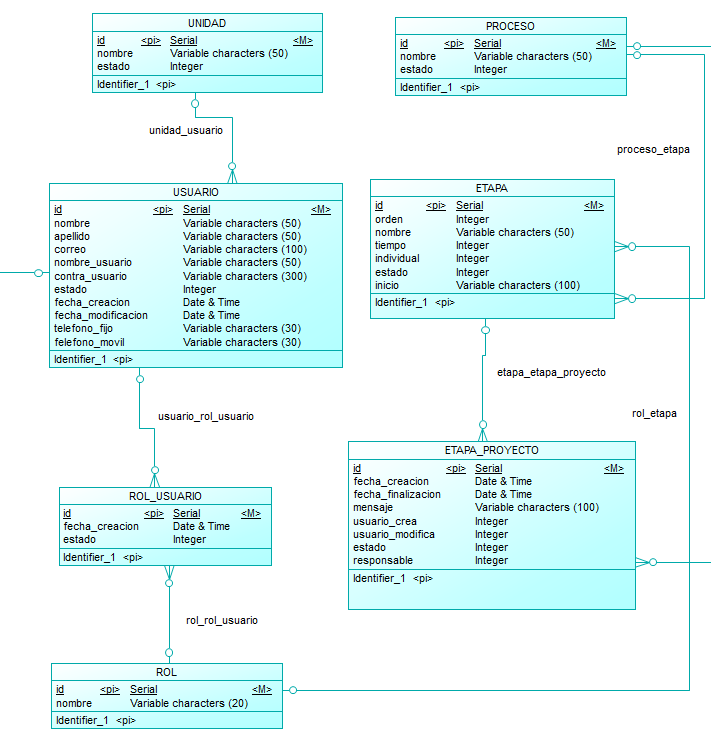 UNIDAD
id <pi> Serial <M>
nombre Variable characters (50)
estado Integer
Identifier_1 <pi>
PROCESO
id <pi> Serial <M>
nombre Variable characters (50)
estado Integer
Identifier_1 <pi>
unidad_usuario
proceso_etapa
USUARIO
id <pi> Serial <M>
nombre Variable characters (50)
apellido Variable characters (50)
correo Variable characters (100)
nombre_usuario Variable characters (50)
contra_usuario Variable characters (300)
estado Integer
fecha_creacion Date & Time
fecha_modificacion Date & Time
telefono_fijo Variable characters (30)
felefono_movil Variable characters (30)
Identifier_1 <pi>
ETAPA
id <pi> Serial <M>
orden Integer
nombre Variable characters (50)
tiempo Integer
individual Integer
estado Integer
inicio Variable characters (100)
Identifier_1 <pi>
etapa_etapa_proyecto
usuario_rol_usuario
rol_etapa
ETAPA_PROYECTO
id <pi> Serial <M>
fecha_creacion Date & Time
fecha_finalizacion Date & Time
mensaje Variable characters (100)
usuario_crea Integer
usuario_modifica Integer
estado Integer
responsable Integer
Identifier_1 <pi>
ROL_USUARIO
id <pi> Serial <M>
fecha_creacion Date & Time
estado Integer
Identifier_1 <pi>
rol_rol_usuario
ROL
id <pi> Serial <M>
nombre Variable characters (20)
Identifier_1 <pi>